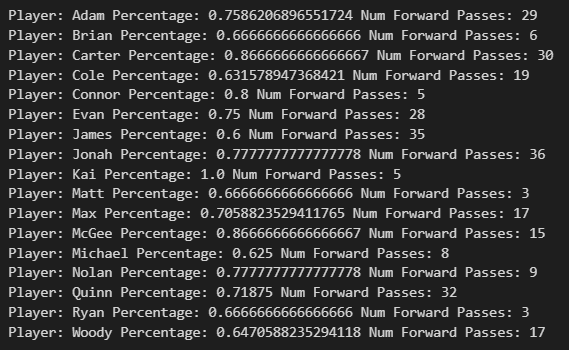 Player: Adam Percentage: 0.7586206896551724 Num Forward Passes: 29
Player: Brian Percentage: 0.6666666666666666 Num Forward Passes: 6
Player: Carter Percentage: 0.8666666666666667 Num Forward Passes: 30
Player: Cole Percentage: 0.631578947368421 Num Forward Passes: 19
Player: Connor Percentage: 0.8 Num Forward Passes: 5
Player: Evan Percentage: 0.75 Num Forward Passes: 28
Player: James Percentage: 0.6 Num Forward Passes: 35
Player: Jonah Percentage: 0.7777777777777778 Num Forward Passes: 36
Player: Kai Percentage: 1.0 Num Forward Passes: 5
Player: Matt Percentage: 0.6666666666666666 Num Forward Passes: 3
Player: Max Percentage: 0.7058823529411765 Num Forward Passes: 17
Player: McGee Percentage: 0.8666666666666667 Num Forward Passes: 15
Player: Michael Percentage: 0.625 Num Forward Passes: 8
Player: Nolan Percentage: 0.7777777777777778 Num Forward Passes: 9
Player: Quinn Percentage: 0.71875 Num Forward Passes: 32
Player: Ryan Percentage: 0.6666666666666666 Num Forward Passes: 3
Player: Woody Percentage: 0.6470588235294118 Num Forward Passes: 17